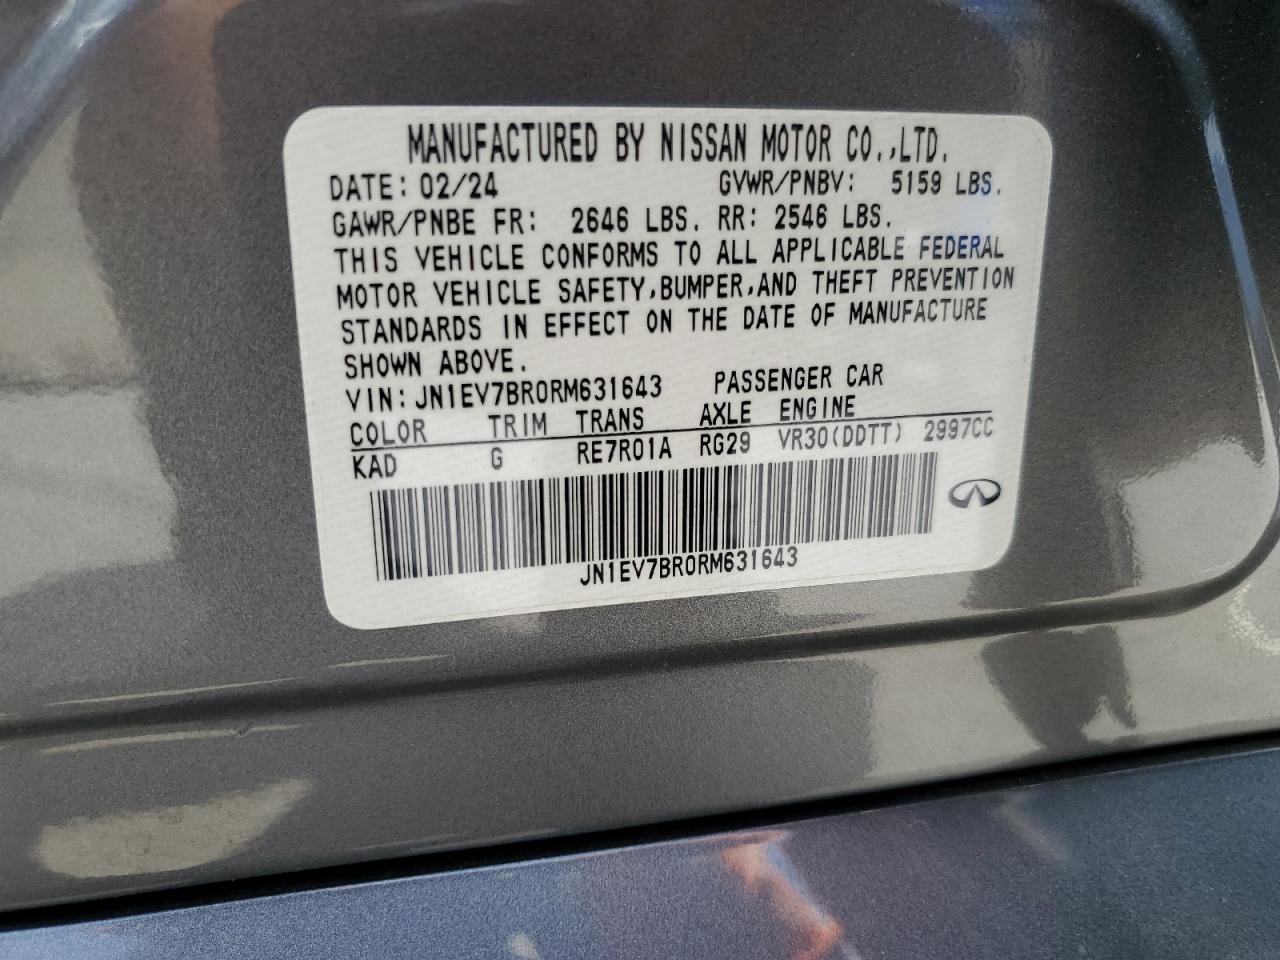 MANUFACTURED BY NISSAN MOTOR CO.,LTD.
DATE: 02/24 GVWR/PNBV: 5159 LBS.
GAWR/PNBE FR: 2646 LBS. RR: 2546 LBS.
THIS VEHICLE CONFORMS TO ALL APPLICABLE FEDERAL
MOTOR VEHICLE SAFETY,BUMPER,AND THEFT PREVENTION
STANDARDS IN EFFECT ON THE DATE OF MANUFACTURE
SHOWN ABOVE.
VIN: JN1EV7BR0RM631643 PASSENGER CAR
COLOR TRIM TRANS AXLE ENGINE
KAD G RE7R01A RG29 VR30(DDTT) 2997CC
JN1EV7BR0RM631643